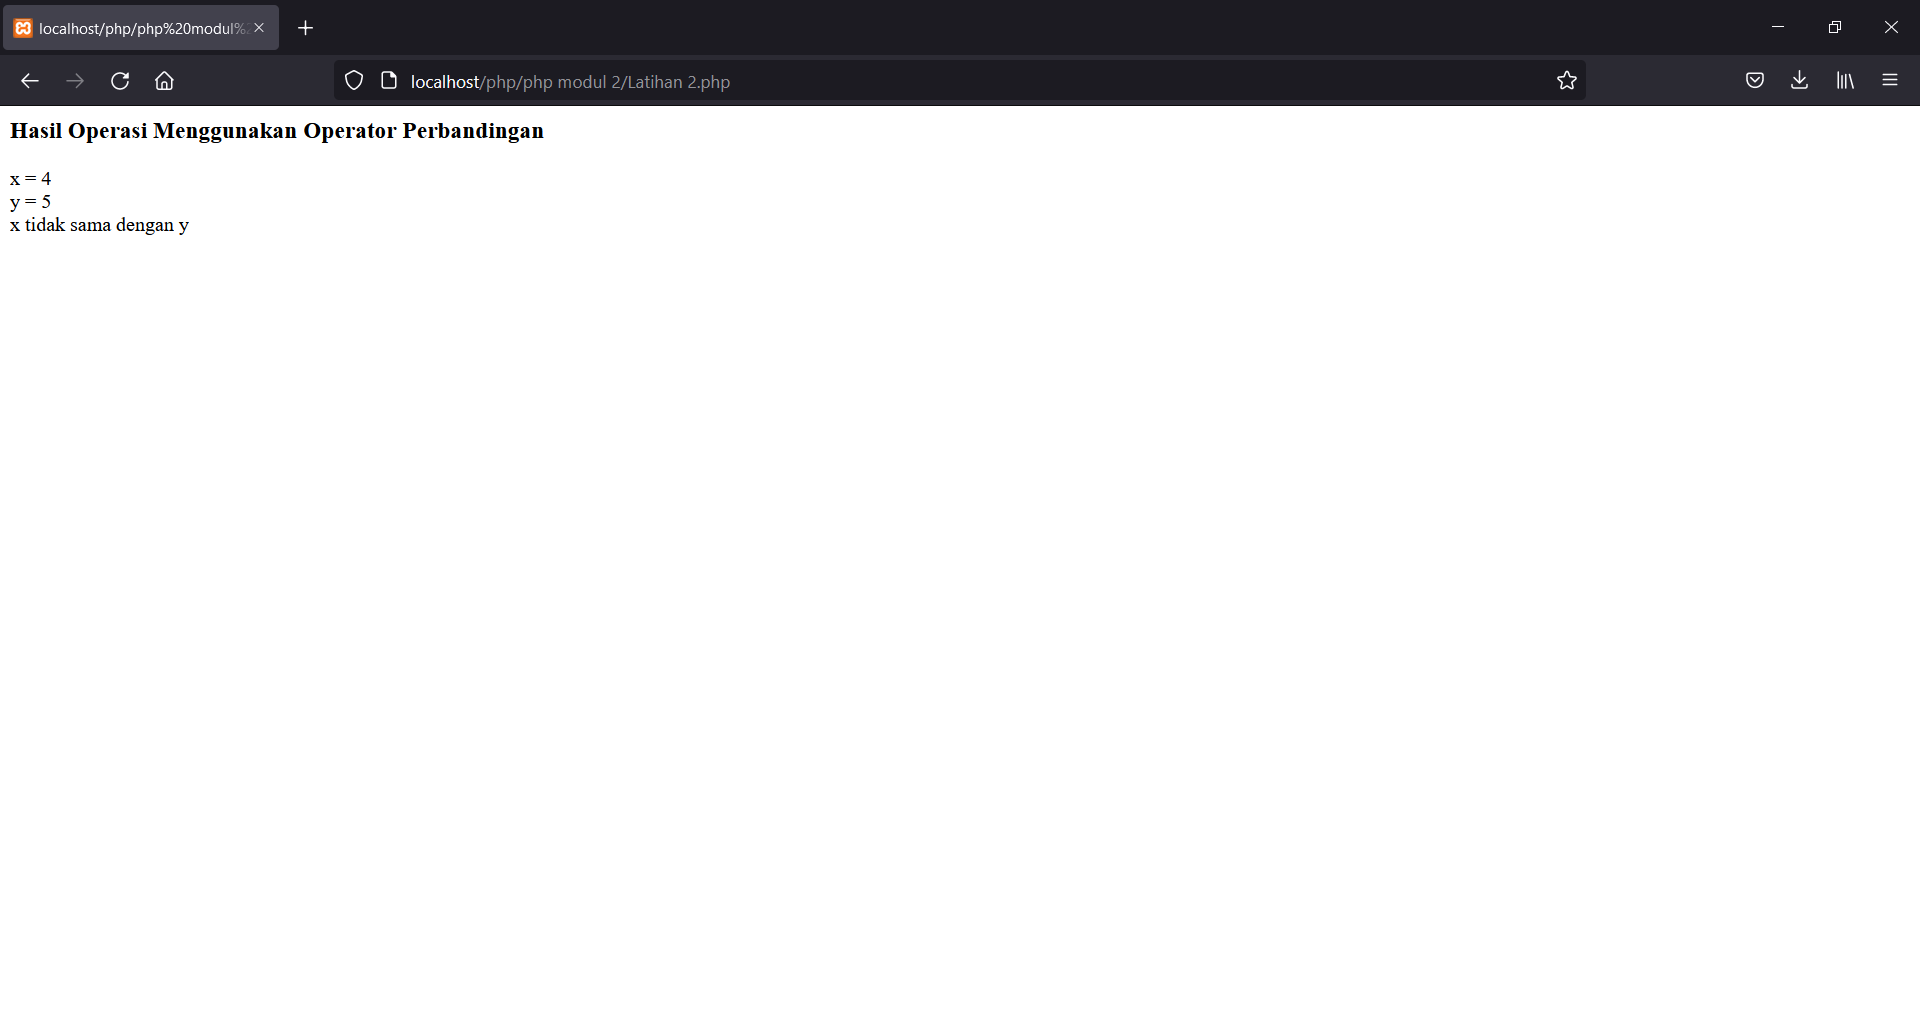 localhost/php/php%20modul%2
localhost/php/php modul 2/Latihan 2.php
Hasil Operasi Menggunakan Operator Perbandingan
x = 4
y = 5
x tidak sama dengan y